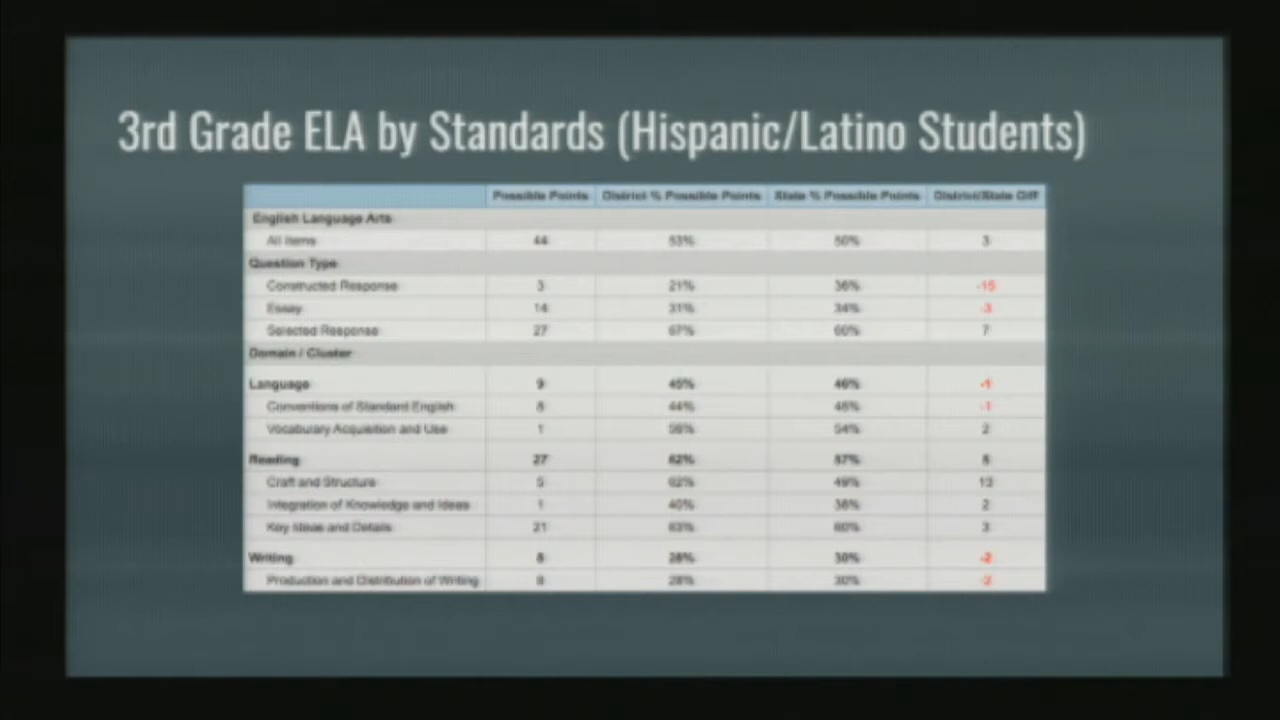 3rd Grade ELA by Standards (Hispanic/Latino Students)
Possible Points District % Possible Points State % Possible Points District/State Diff
English Language Arts
All items 44 53% 50% 3
Question Type
Constructed Response 3 21% 36% -15
Essay 14 31% 34% -3
Selected Response 27 67% 60% 7
Domain / Cluster
Language 9 45% 46% -1
Conventions of Standard English 8 44% -1
Vocabulary Acquisition and Use 1 56% 54% 2
Reading 27 62% 57%
Craft and Structure 5 62% 49% 13
Integration of Knowledge and Ideas 1 40% 38% 2
Key Ideas and Details 21 63% 60% 3
Writing 8 28% 30% -2
Production and Distribution of Writing 8 28% 30% -2